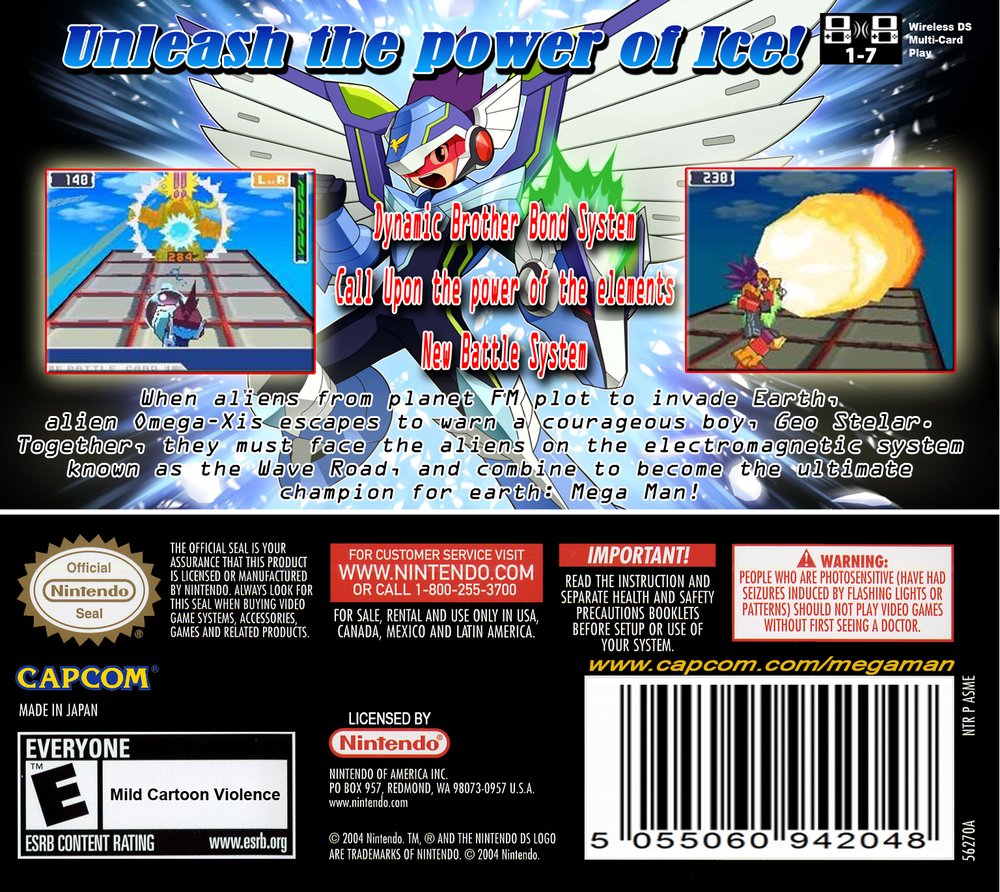 Unleash the power of Ice!
1-7
Wireless DS
Multi-Card
Play
140
L or R
284
BATTLE CARD
230
Dynamic Brother Bond System
Call Upon the power of the elements
New Battle System
When aliens from planet FM plot to invade Earth,
alien Omega-Xis escapes to warn a courageous boy, Geo Stelar.
Together, they must face the aliens on the electromagnetic system
known as the Wave Road, and combine to become the ultimate
champion for earth: Mega Man!
Official
Nintendo
Seal
®
THE OFFICIAL SEAL IS YOUR
ASSURANCE THAT THIS PRODUCT
IS LICENSED OR MANUFACTURED
BY NINTENDO. ALWAYS LOOK FOR
THIS SEAL WHEN BUYING VIDEO
GAME SYSTEMS, ACCESSORIES,
GAMES AND RELATED PRODUCTS.
FOR CUSTOMER SERVICE VISIT
WWW.NINTENDO.COM
OR CALL 1-800-255-3700
FOR SALE, RENTAL AND USE ONLY IN USA,
CANADA, MEXICO AND LATIN AMERICA.
IMPORTANT!
READ THE INSTRUCTION AND
SEPARATE HEALTH AND SAFETY
PRECAUTIONS BOOKLETS
BEFORE SETUP OR USE OF
YOUR SYSTEM.
WARNING:
PEOPLE WHO ARE PHOTOSENSITIVE (HAVE HAD
SEIZURES INDUCED BY FLASHING LIGHTS OR
PATTERNS) SHOULD NOT PLAY VIDEO GAMES
WITHOUT FIRST SEEING A DOCTOR.
www.capcom.com/megaman
CAPCOM®
MADE IN JAPAN
EVERYONE
TM
E
Mild Cartoon Violence
ESRB CONTENT RATING www.esrb.org
LICENSED BY
Nintendo®
NINTENDO OF AMERICA INC.
PO BOX 957, REDMOND, WA 98073-0957 U.S.A.
www.nintendo.com
© 2004 Nintendo. TM, ® AND THE NINTENDO DS LOGO
ARE TRADEMARKS OF NINTENDO. © 2004 Nintendo.
5 055060 942048
NTR P ASME
56270A